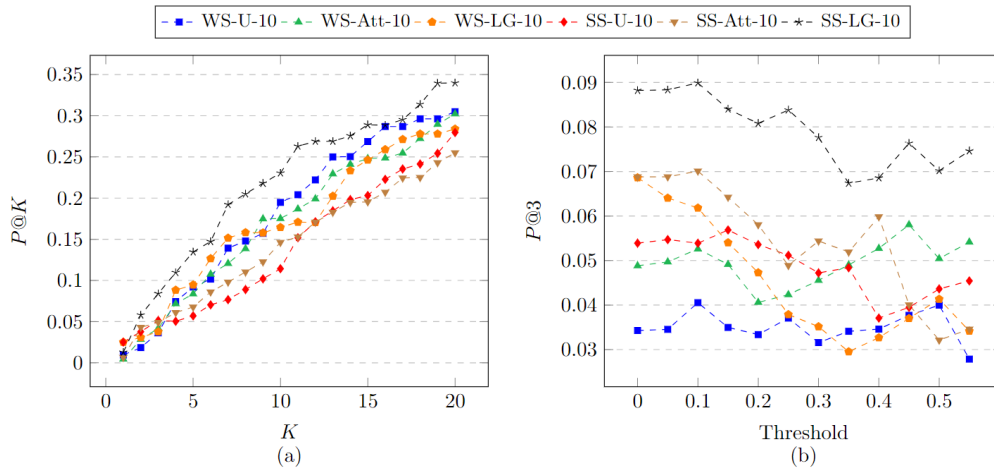 WS-U-10 WS-Att-10 WS-LG-10 SS-U-10 SS-Att-10 SS-LG-10
0.35
0.3
0.25
0.2
0.15
0.1
0.05
0
P@K
0 5 10 15 20
K
(a)
0.09
0.08
0.07
0.06
0.05
0.04
0.03
P@3
0 0.1 0.2 0.3 0.4 0.5
Threshold
(b)